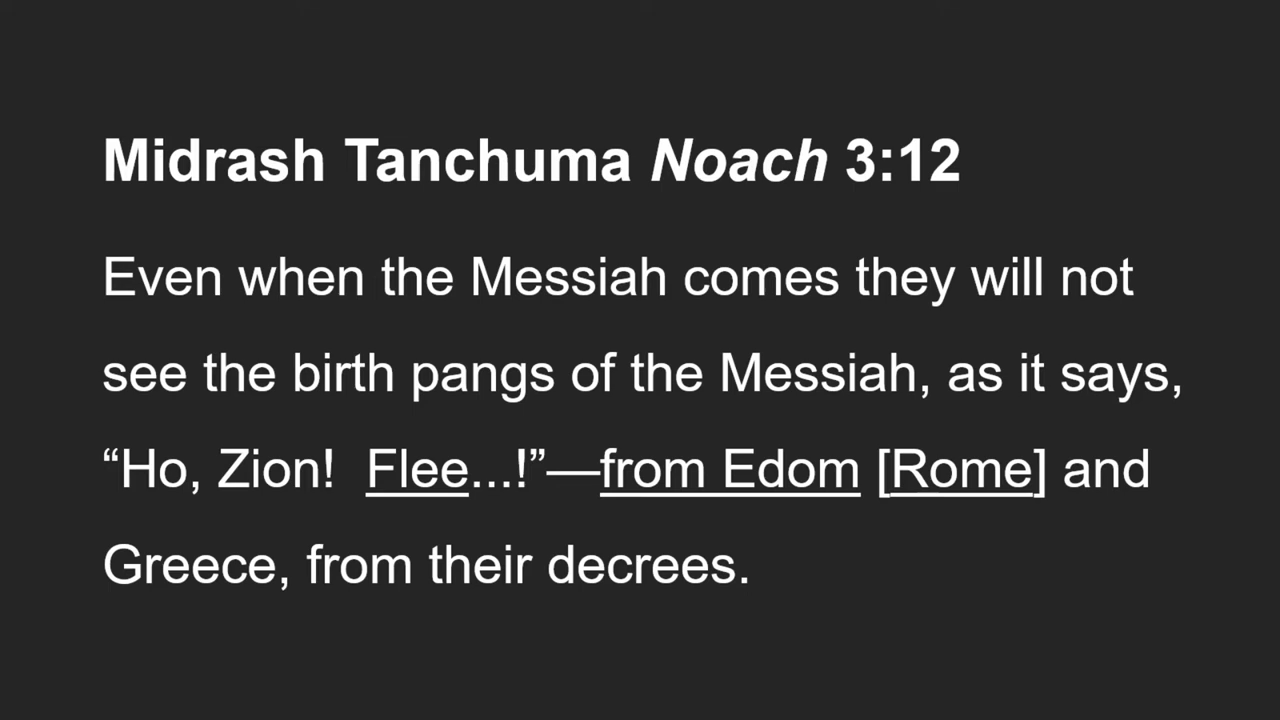 Midrash Tanchuma Noach 3:12
Even when the Messiah comes they will not
see the birth pangs of the Messiah, as it says,
“Ho, Zion!  Flee...!”—from Edom [Rome] and
Greece, from their decrees.